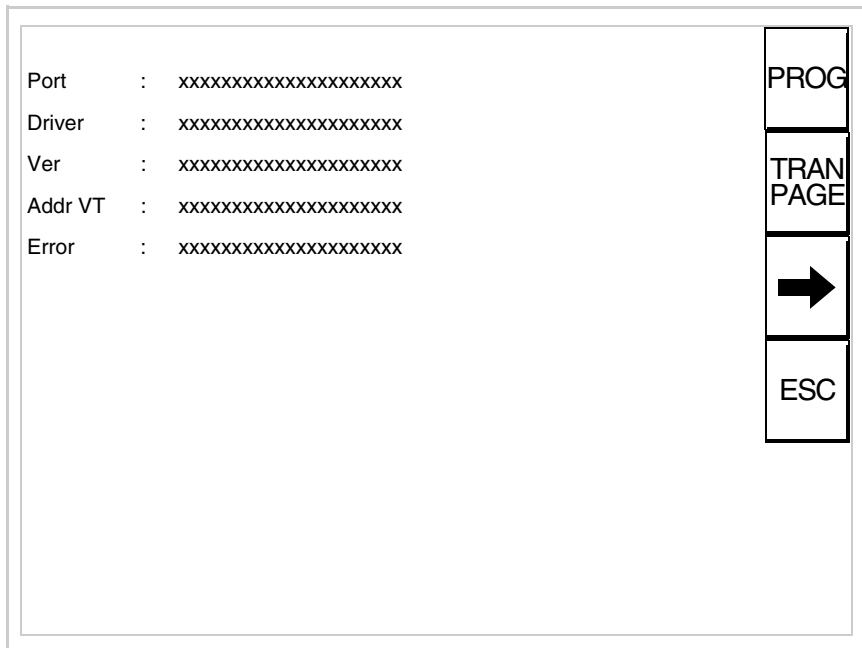 Port : xxxxxxxxxxxxxxxxxxxxx
Driver : xxxxxxxxxxxxxxxxxxxxx
Ver : xxxxxxxxxxxxxxxxxxxxx
Addr VT : xxxxxxxxxxxxxxxxxxxxx
Error : xxxxxxxxxxxxxxxxxxxxx
PROG
TRAN
PAGE
ESC